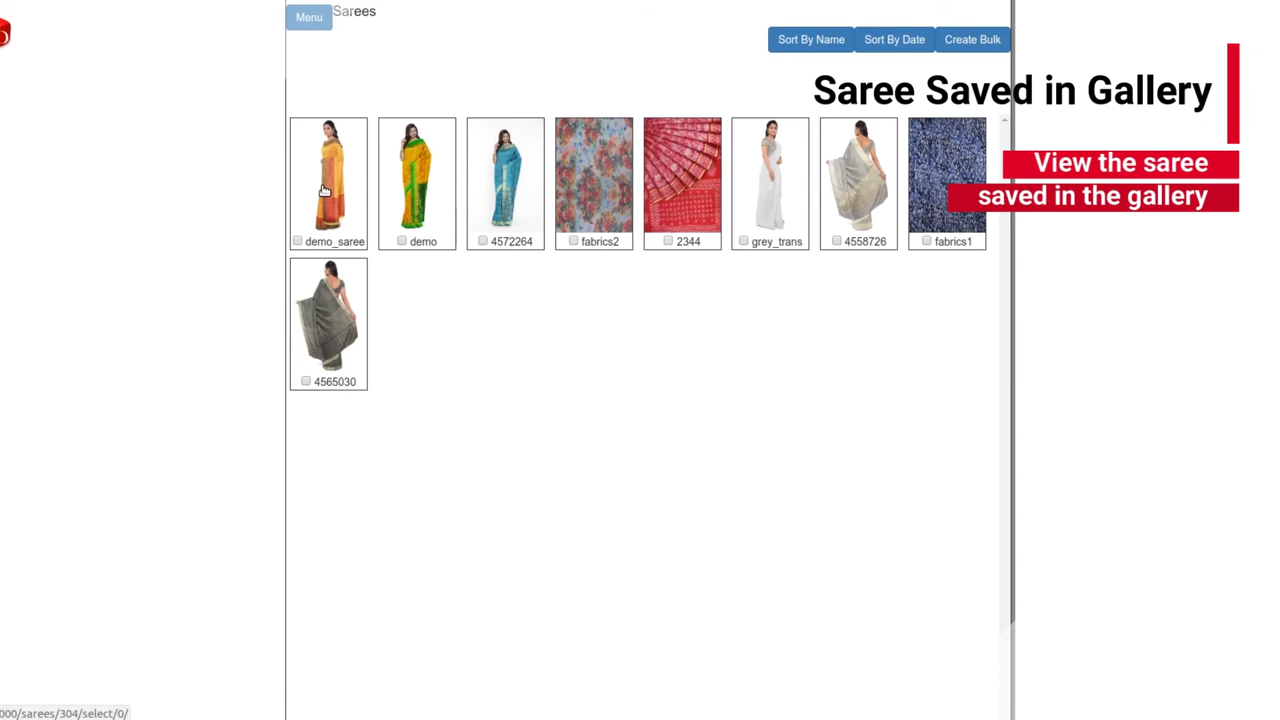 Menu
Sarees
Sort By Name
Sort By Date
Create Bulk
Saree Saved in Gallery
View the saree
saved in the gallery
demo_saree
demo
4572264
fabrics2
2344
grey_trans
4558726
fabrics1
4565030
000/sarees/304/select/0/